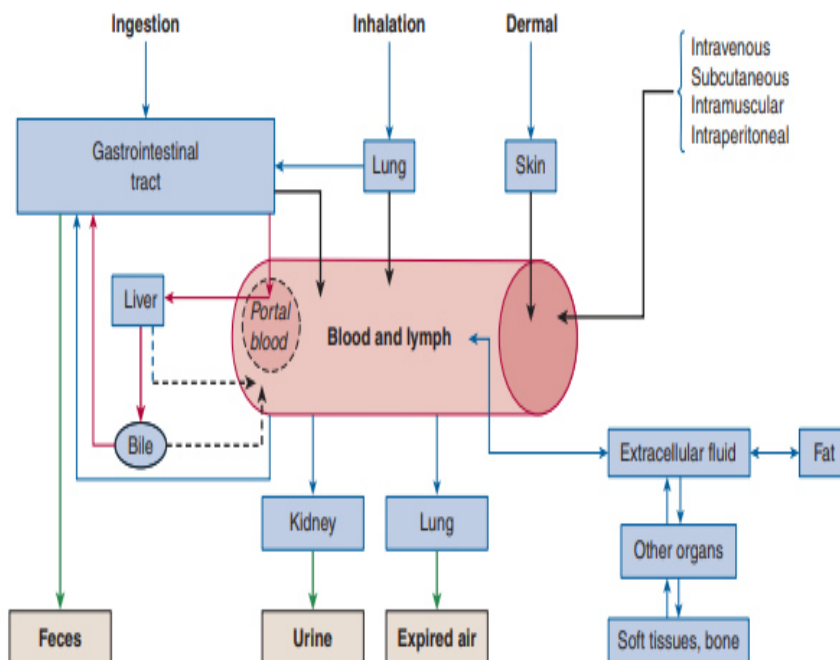 Ingestion
Inhalation
Dermal
Intravenous
Subcutaneous
Intramuscular
Intraperitoneal
Gastrointestinal
tract
Lung
Skin
Liver
Portal
blood
Blood and lymph
Bile
Extracellular fluid
Fat
Kidney
Lung
Other organs
Feces
Urine
Expired air
Soft tissues, bone